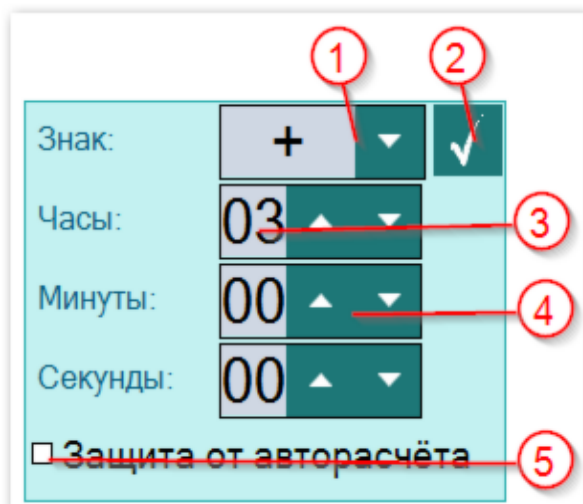 1 2
Знак: +
Часы: 03 3
Минуты: 00 4
Секунды: 00
Защита от авторасчёта 5